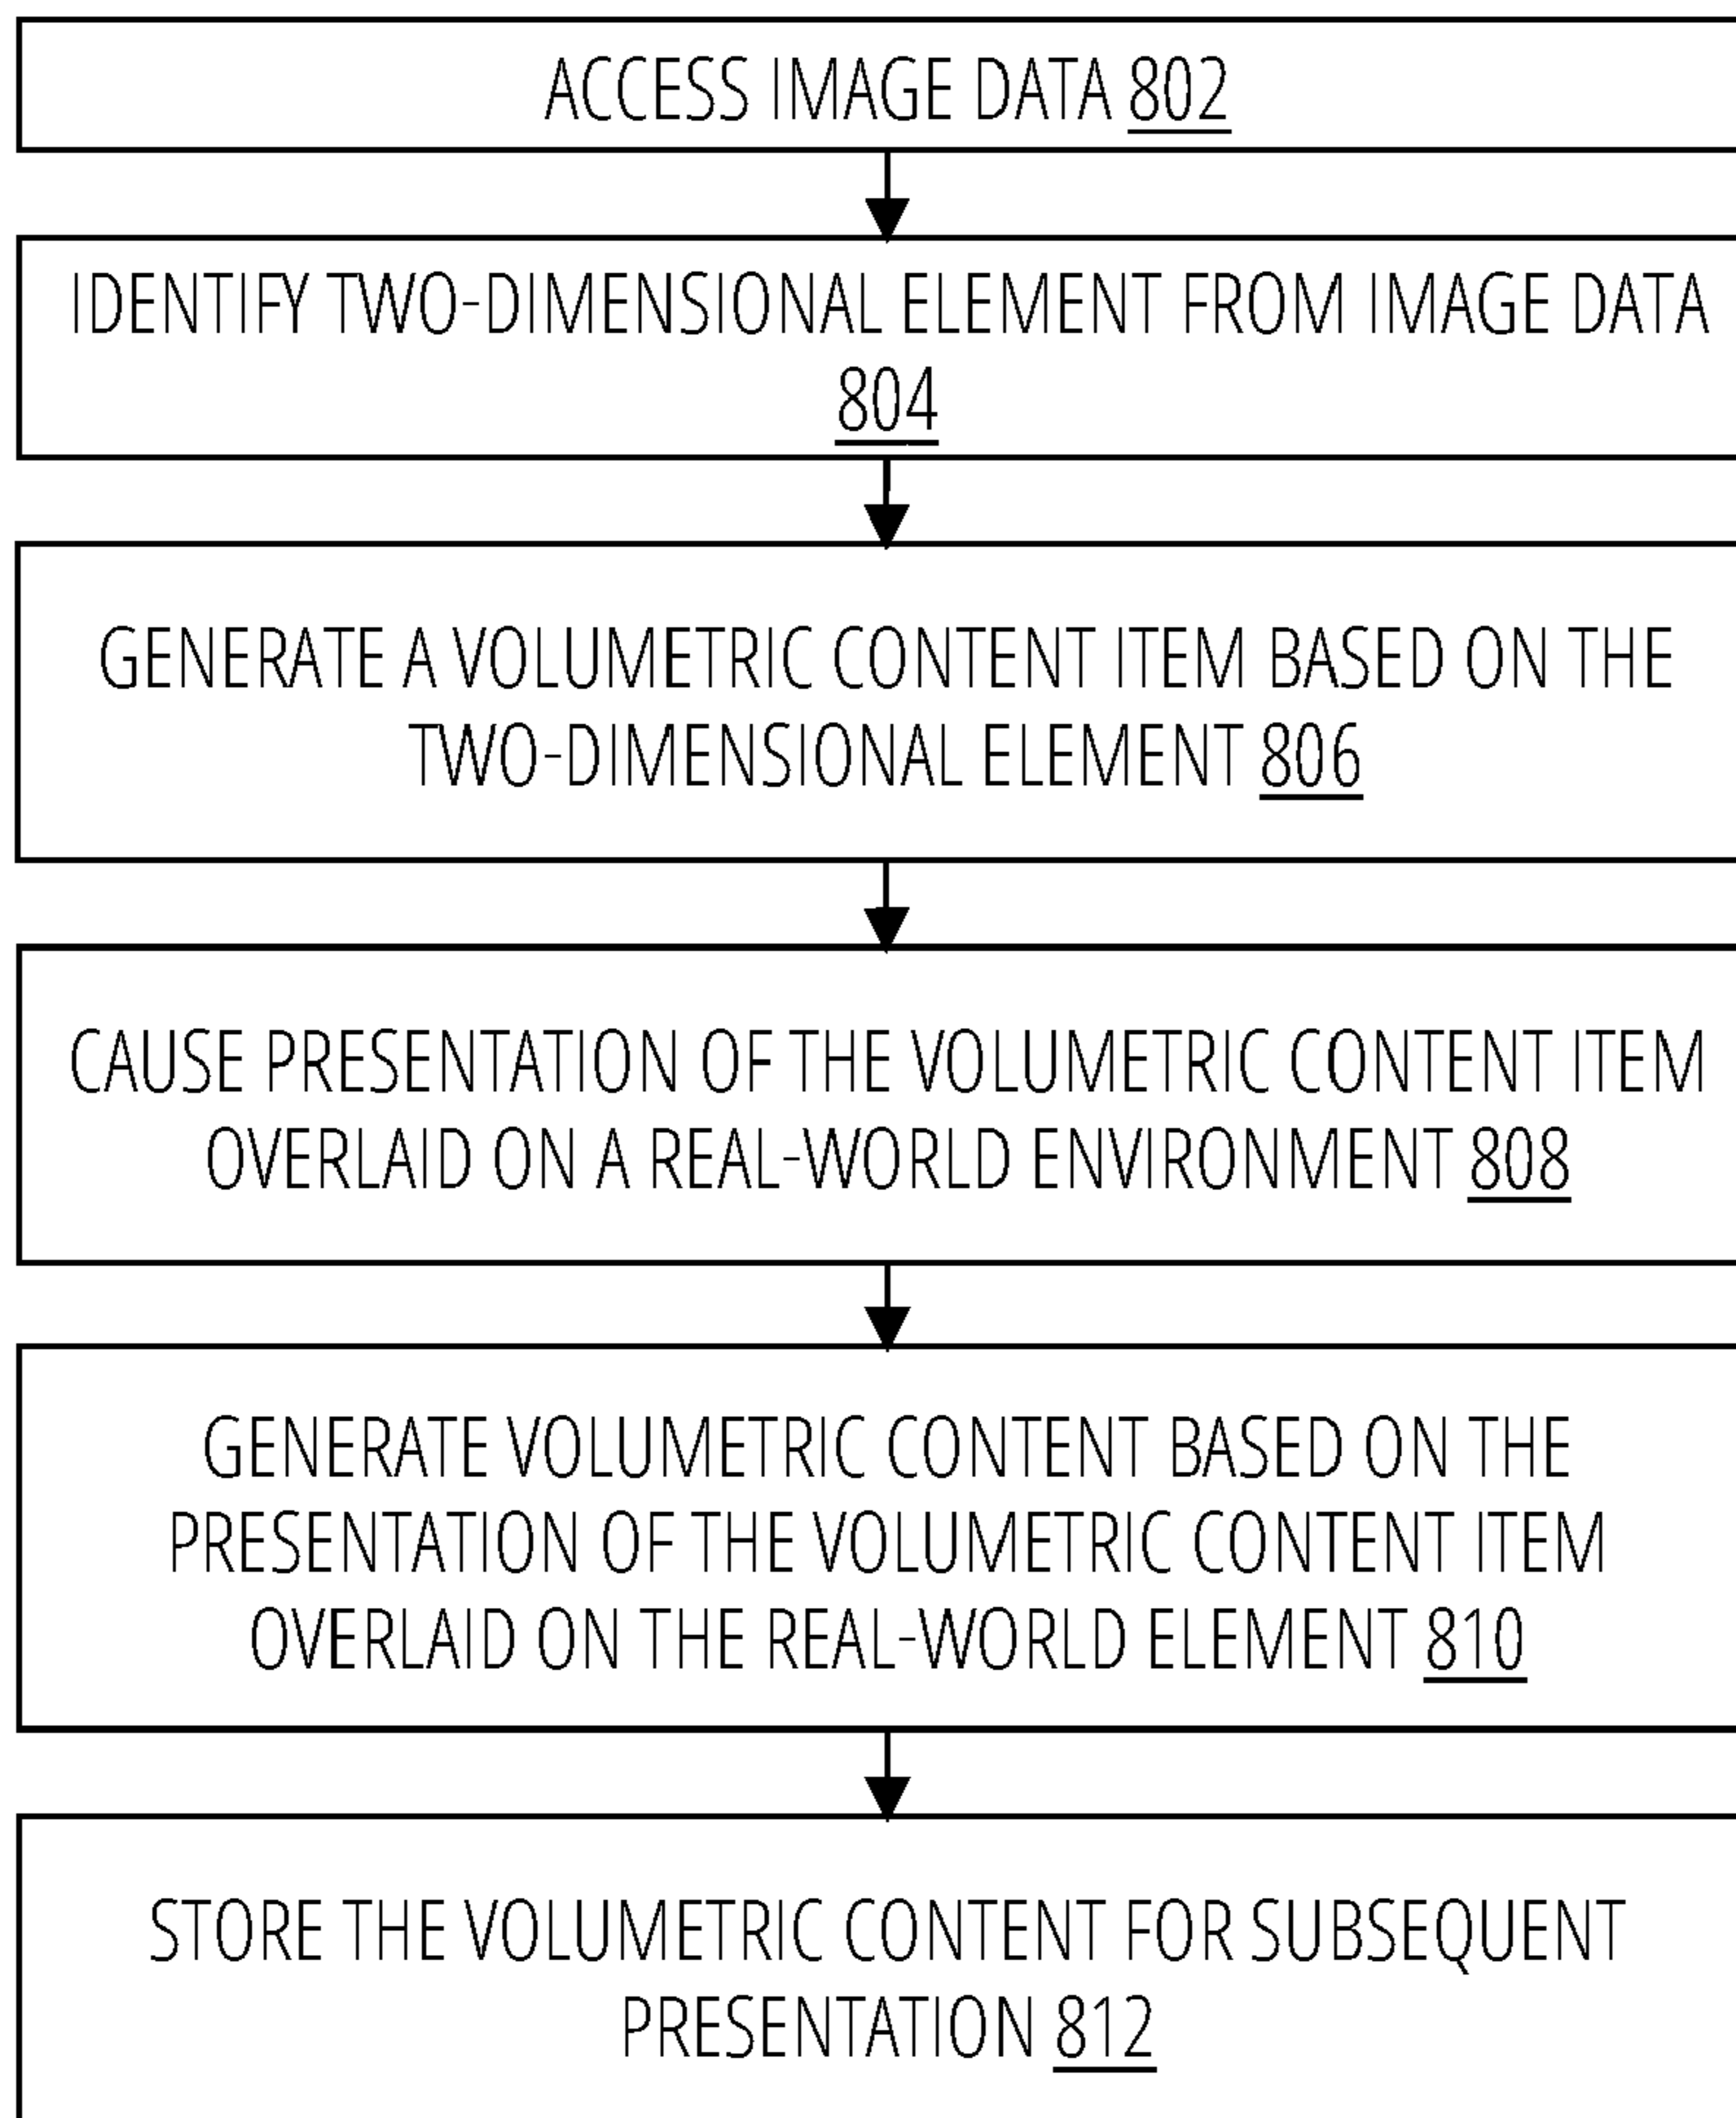 ACCESS IMAGE DATA 802
IDENTIFY TWO-DIMENSIONAL ELEMENT FROM IMAGE DATA
804
GENERATE A VOLUMETRIC CONTENT ITEM BASED ON THE
TWO-DIMENSIONAL ELEMENT 806
CAUSE PRESENTATION OF THE VOLUMETRIC CONTENT ITEM
OVERLAID ON A REAL-WORLD ENVIRONMENT 808
GENERATE VOLUMETRIC CONTENT BASED ON THE
PRESENTATION OF THE VOLUMETRIC CONTENT ITEM
OVERLAID ON THE REAL-WORLD ELEMENT 810
STORE THE VOLUMETRIC CONTENT FOR SUBSEQUENT
PRESENTATION 812